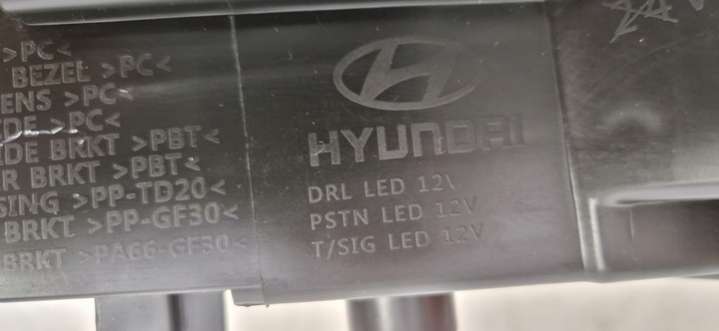 >PC<
BEZEL >PC<
ENS >PC<
>PC<
DE BRKT >PBT<
R BRKT >PBT<
SING >PP-TD20<
BRKT >PP-GF30<
BRKT >PA66-GF30<
HYUNDAI
DRL LED 12V
PSTN LED 12V
T/SIG LED 12V